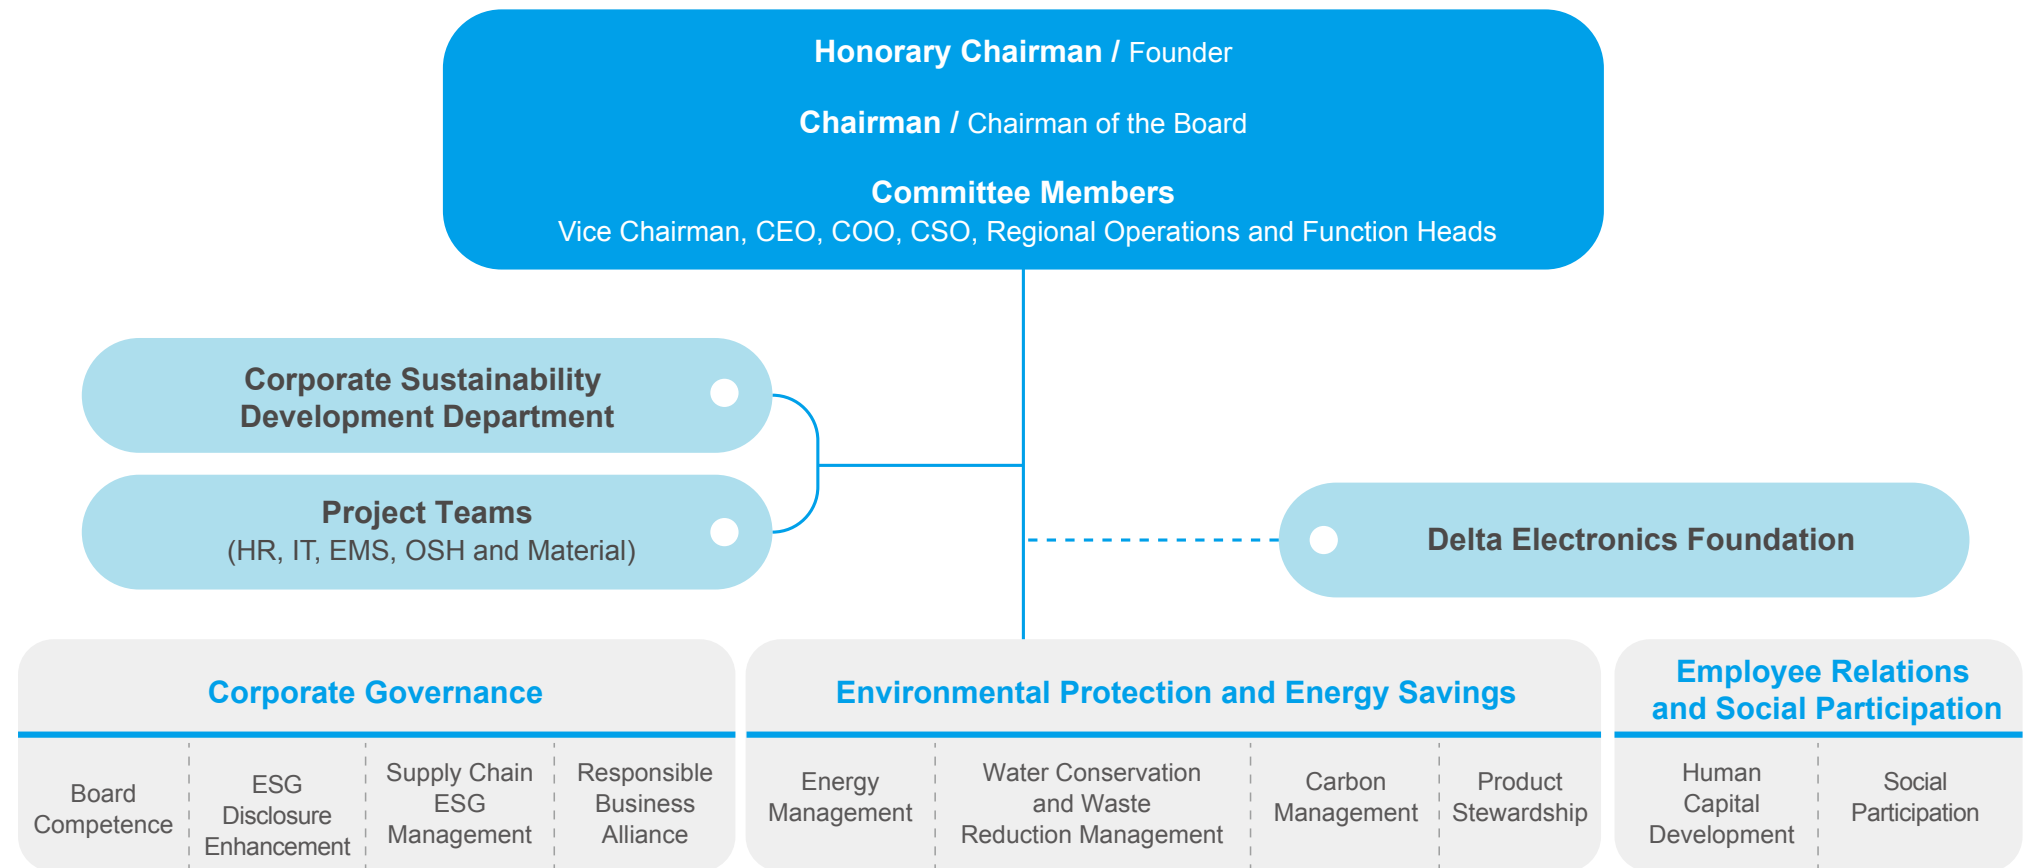 Honorary Chairman / Founder
Chairman / Chairman of the Board
Committee Members
Vice Chairman, CEO, COO, CSO, Regional Operations and Function Heads
Corporate Sustainability
Development Department
Project Teams
(HR, IT, EMS, OSH and Material)
Delta Electronics Foundation
Corporate Governance
Board
Competence
ESG
Disclosure
Enhancement
Supply Chain
ESG
Management
Responsible
Business
Alliance
Environmental Protection and Energy Savings
Energy
Management
Water Conservation
and Waste
Reduction Management
Carbon
Management
Product
Stewardship
Employee Relations
and Social Participation
Human
Capital
Development
Social
Participation